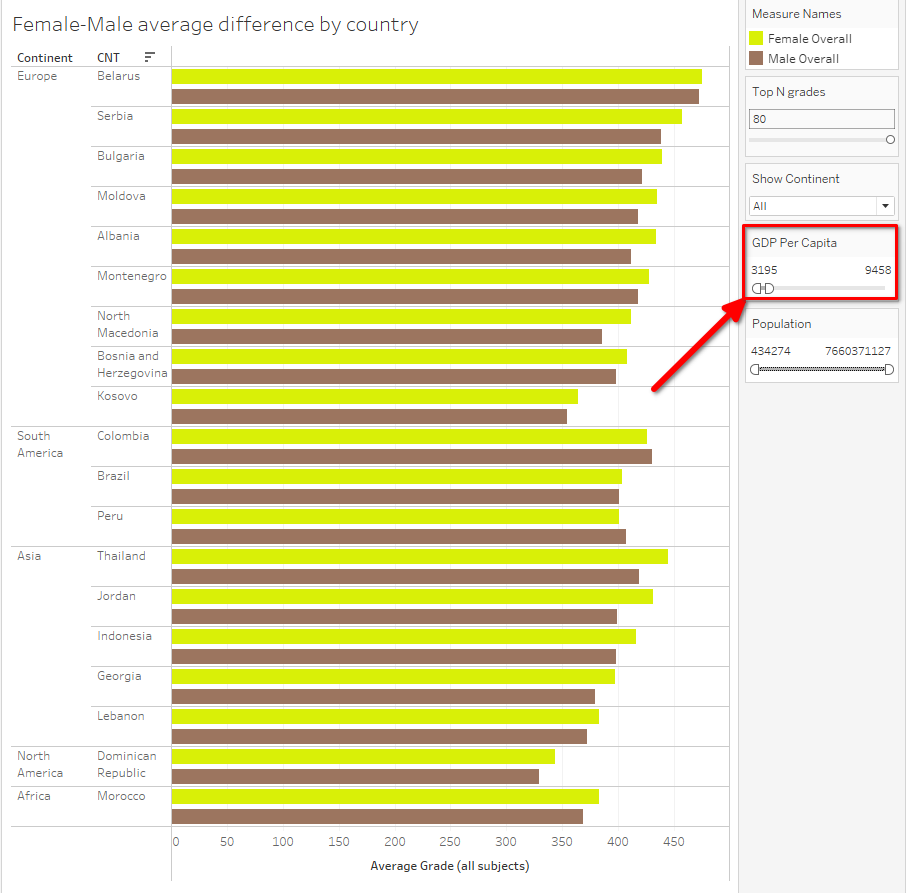 Female-Male average difference by country
Continent CNT
Europe Belarus
Serbia
Bulgaria
Moldova
Albania
Montenegro
North
Macedonia
Bosnia and
Herzegovina
Kosovo
South
America
Colombia
Brazil
Peru
Asia Thailand
Jordan
Indonesia
Georgia
Lebanon
North
America
Dominican
Republic
Africa Morocco
0 50 100 150 200 250 300 350 400 450
Average Grade (all subjects)
Measure Names
Female Overall
Male Overall
Top N grades
80
Show Continent
All
GDP Per Capita
3195 9458
Population
434274 7660371127